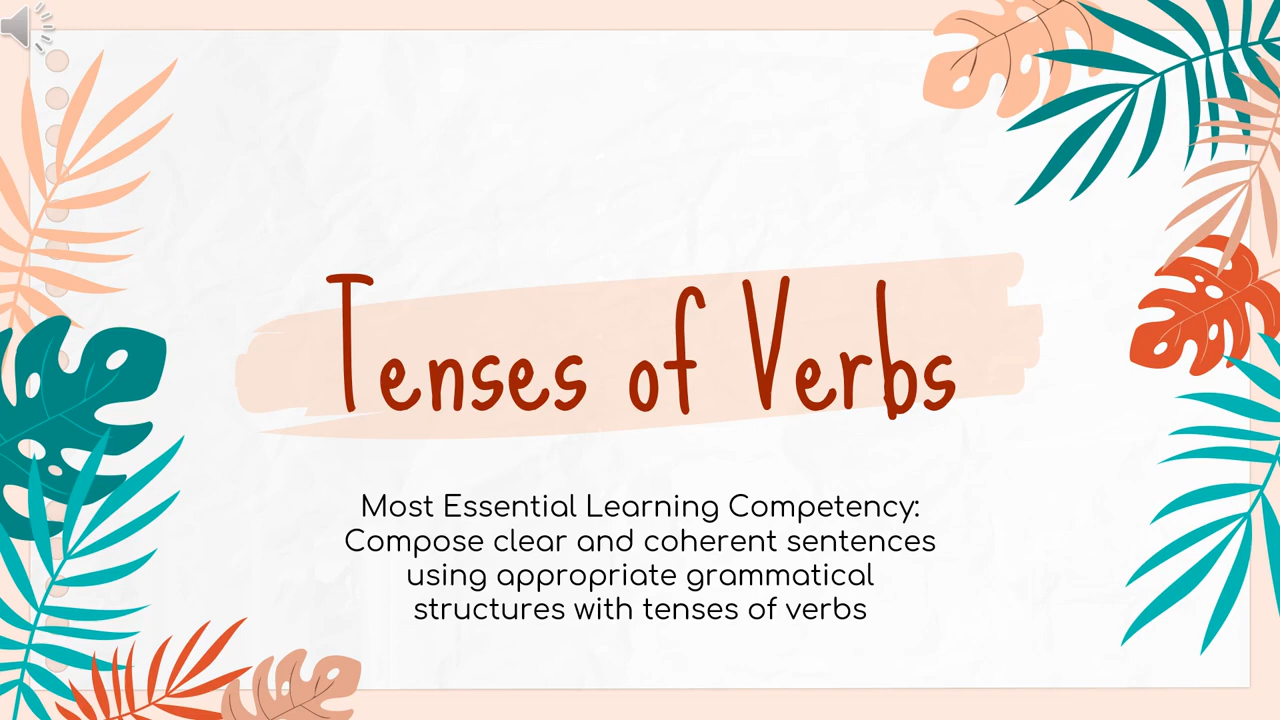 Tenses of Verbs
Most Essential Learning Competency:
Compose clear and coherent sentences
using appropriate grammatical
structures with tenses of verbs